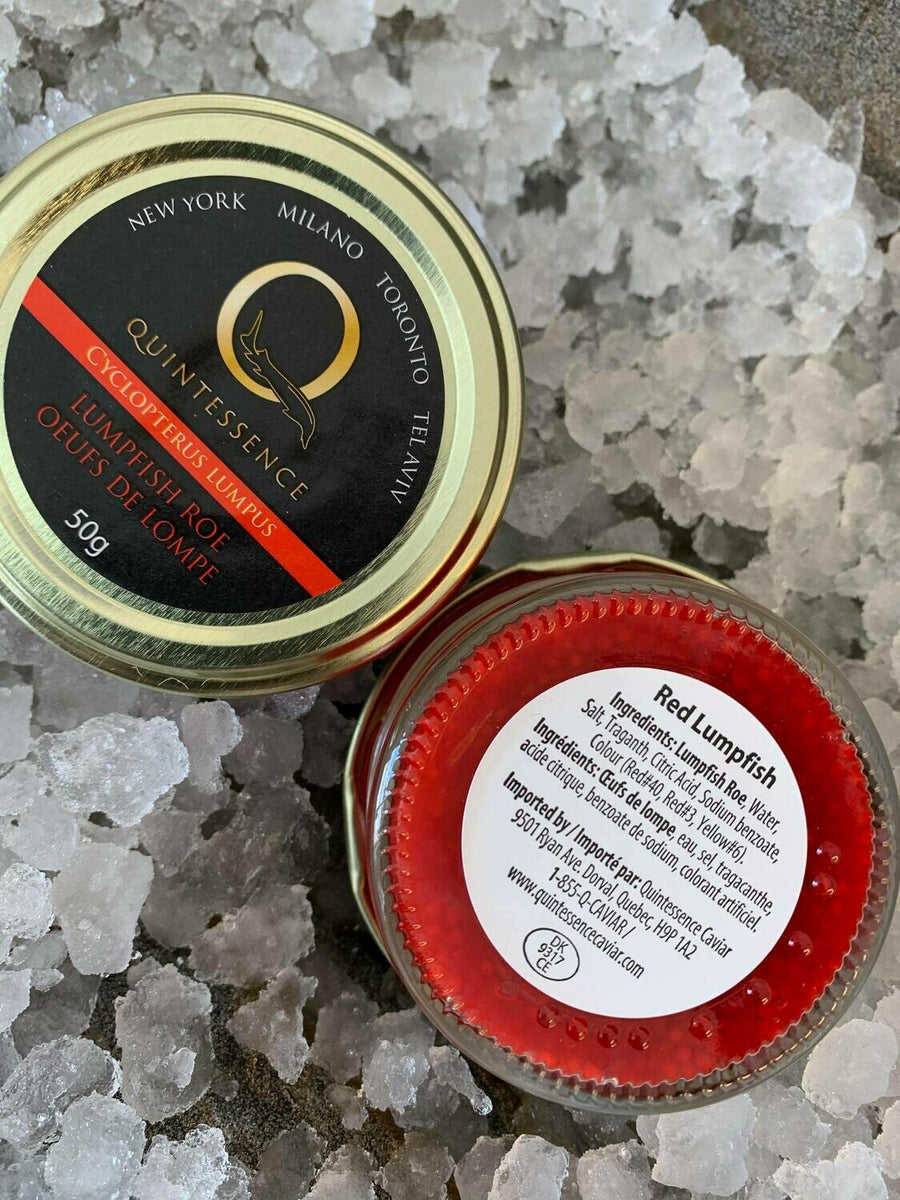 NEW YORK MILANO TORONTO TEL AVIV
Q
QUINTESSENCE
CYCLOPTERUS LUMPUS
LUMPFISH ROE
OEUFS DE LOMPE
50g
Red Lumpfish
Ingredients: Lumpfish Roe, Water,
Salt, Traganth, Citric Acid, Sodium benzoate,
Colour (Red#40, Red#3, Yellow#6),
Ingrédients: Œufs de lompe, eau, sel, tragacanthe,
acide citrique, benzoate de sodium, colorant artificiel.
Imported by / Importé par: Quintessence Caviar
9501 Ryan Ave. Dorval, Quebec, H9P 1A2
1-855-Q-CAVIAR /
www.quintessencecaviar.com
DK
9317
CE